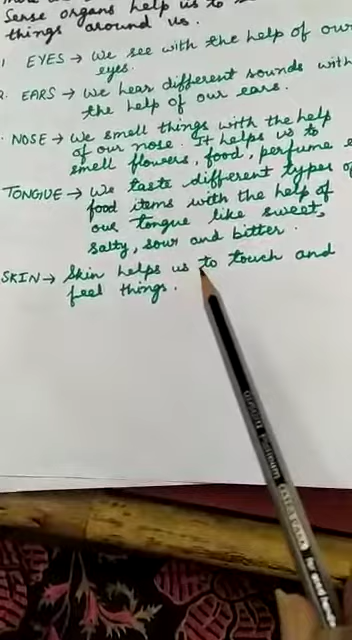 Sense organs help us to
things around us.
1. EYES → We see with the help of our
eyes.
2. EARS → We hear different sounds with
the help of our ears.
NOSE → We smell things with the help
of our nose. It helps us to
smell flowers, food, perfume
TONGUE → We taste different types of
food items with the help of
our tongue like sweet,
salty, sour and bitter.
SKIN → Skin helps us to touch and
feel things.
Platinum